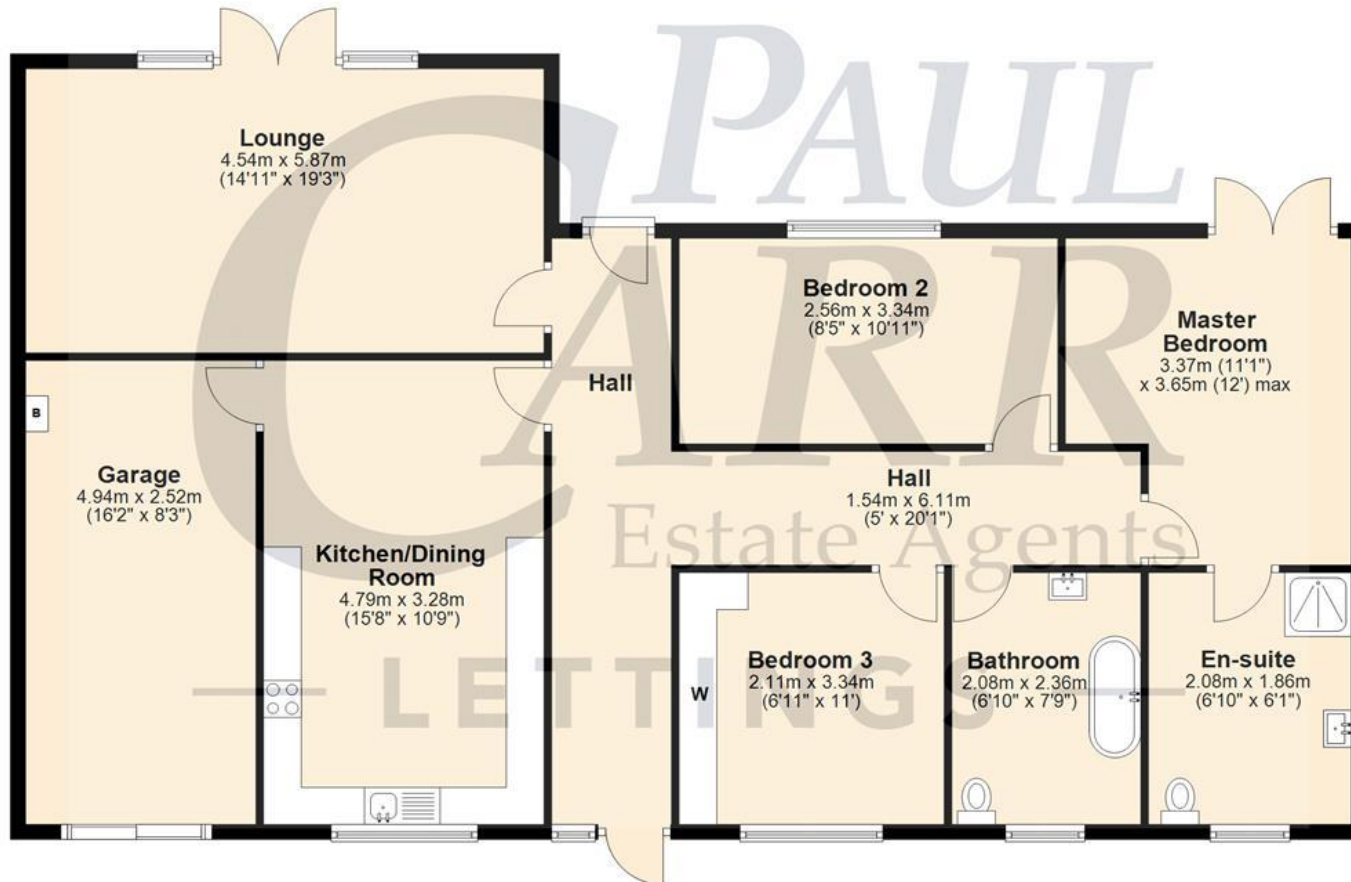 PAUL
CARR
Estate Agents
LETTINGS
Lounge
4.54m x 5.87m
(14'11" x 19'3")
Bedroom 2
2.56m x 3.34m
(8'5" x 10'11")
Master
Bedroom
3.37m (11'1")
x 3.65m (12') max
Hall
B
Garage
4.94m x 2.52m
(16'2" x 8'3")
Hall
1.54m x 6.11m
(5' x 20'1")
Kitchen/Dining
Room
4.79m x 3.28m
(15'8" x 10'9")
W
Bedroom 3
2.11m x 3.34m
(6'11" x 11')
Bathroom
2.08m x 2.36m
(6'10" x 7'9")
En-suite
2.08m x 1.86m
(6'10" x 6'1")